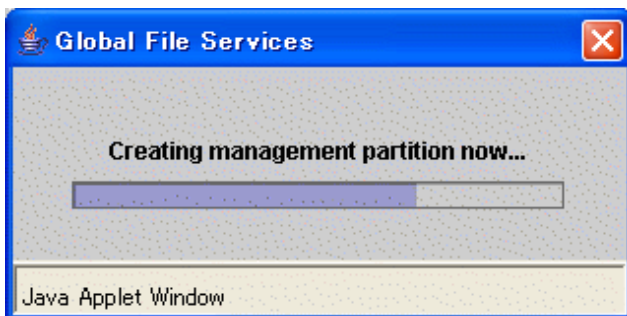 Global File Services
Creating management partition now...
Java Applet Window